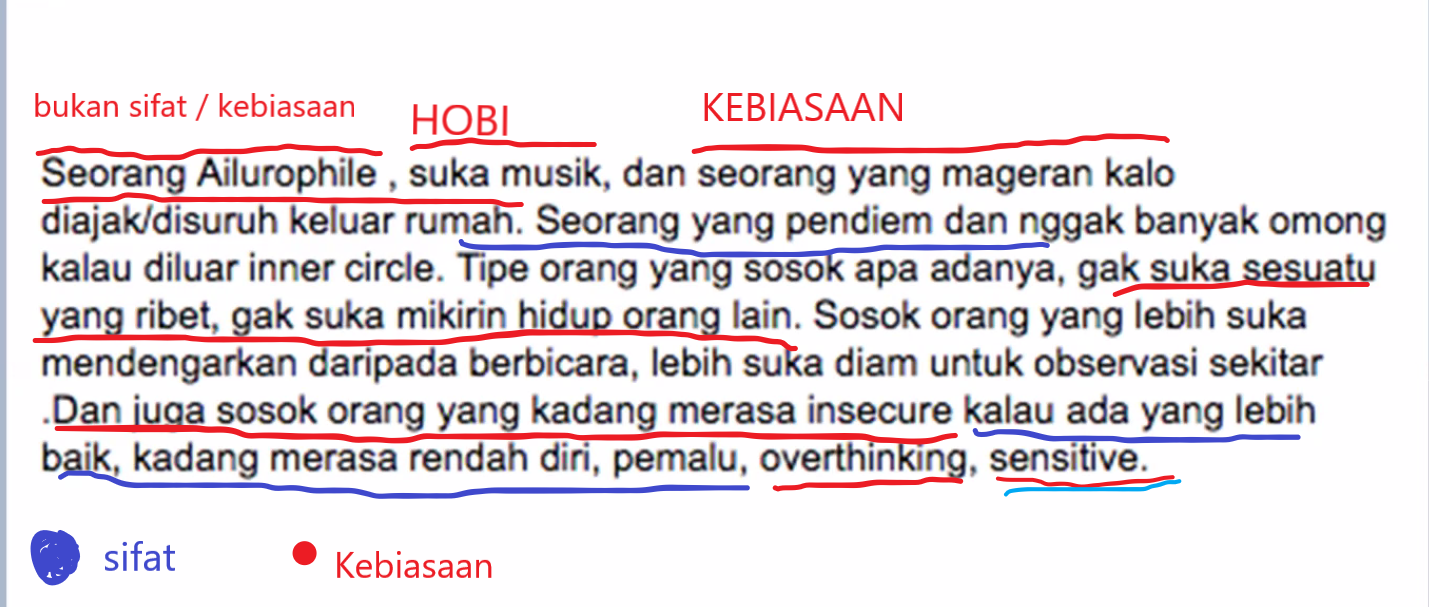 bukan sifat / kebiasaan
HOBI
KEBIASAAN
Seorang Ailurophile , suka musik, dan seorang yang mageran kalo
diajak/disuruh keluar rumah. Seorang yang pendiem dan nggak banyak omong
kalau diluar inner circle. Tipe orang yang sosok apa adanya, gak suka sesuatu
yang ribet, gak suka mikirin hidup orang lain. Sosok orang yang lebih suka
mendengarkan daripada berbicara, lebih suka diam untuk observasi sekitar
.Dan juga sosok orang yang kadang merasa insecure kalau ada yang lebih
baik, kadang merasa rendah diri, pemalu, overthinking, sensitive.
sifat
Kebiasaan